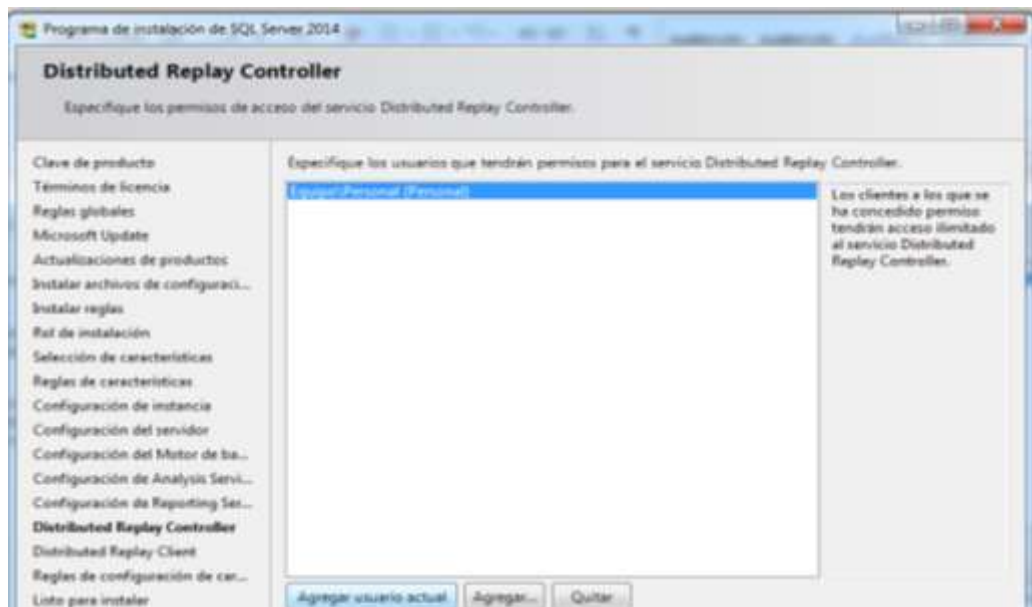 Programa de instalación de SQL Server 2014
Distributed Replay Controller
Especifique los permisos de acceso del servicio Distributed Replay Controller.
Clave de producto
Términos de licencia
Reglas globales
Microsoft Update
Actualizaciones de productos
Instalar archivos de configuraci...
Instalar reglas
Rol de instalación
Selección de características
Reglas de características
Configuración de instancia
Configuración del servidor
Configuración del Motor de ba...
Configuración de Analysis Servi...
Configuración de Reporting Ser...
Distributed Replay Controller
Distributed Replay Client
Reglas de configuración de car...
Listo para instalar
Especifique los usuarios que tendrán permisos para el servicio Distributed Replay Controller.
Equipo\Personal (Personal)
Los clientes a los que se
ha concedido permiso
tendrán acceso ilimitado
al servicio Distributed
Replay Controller.
Agregar usuario actual
Agregar...
Quitar